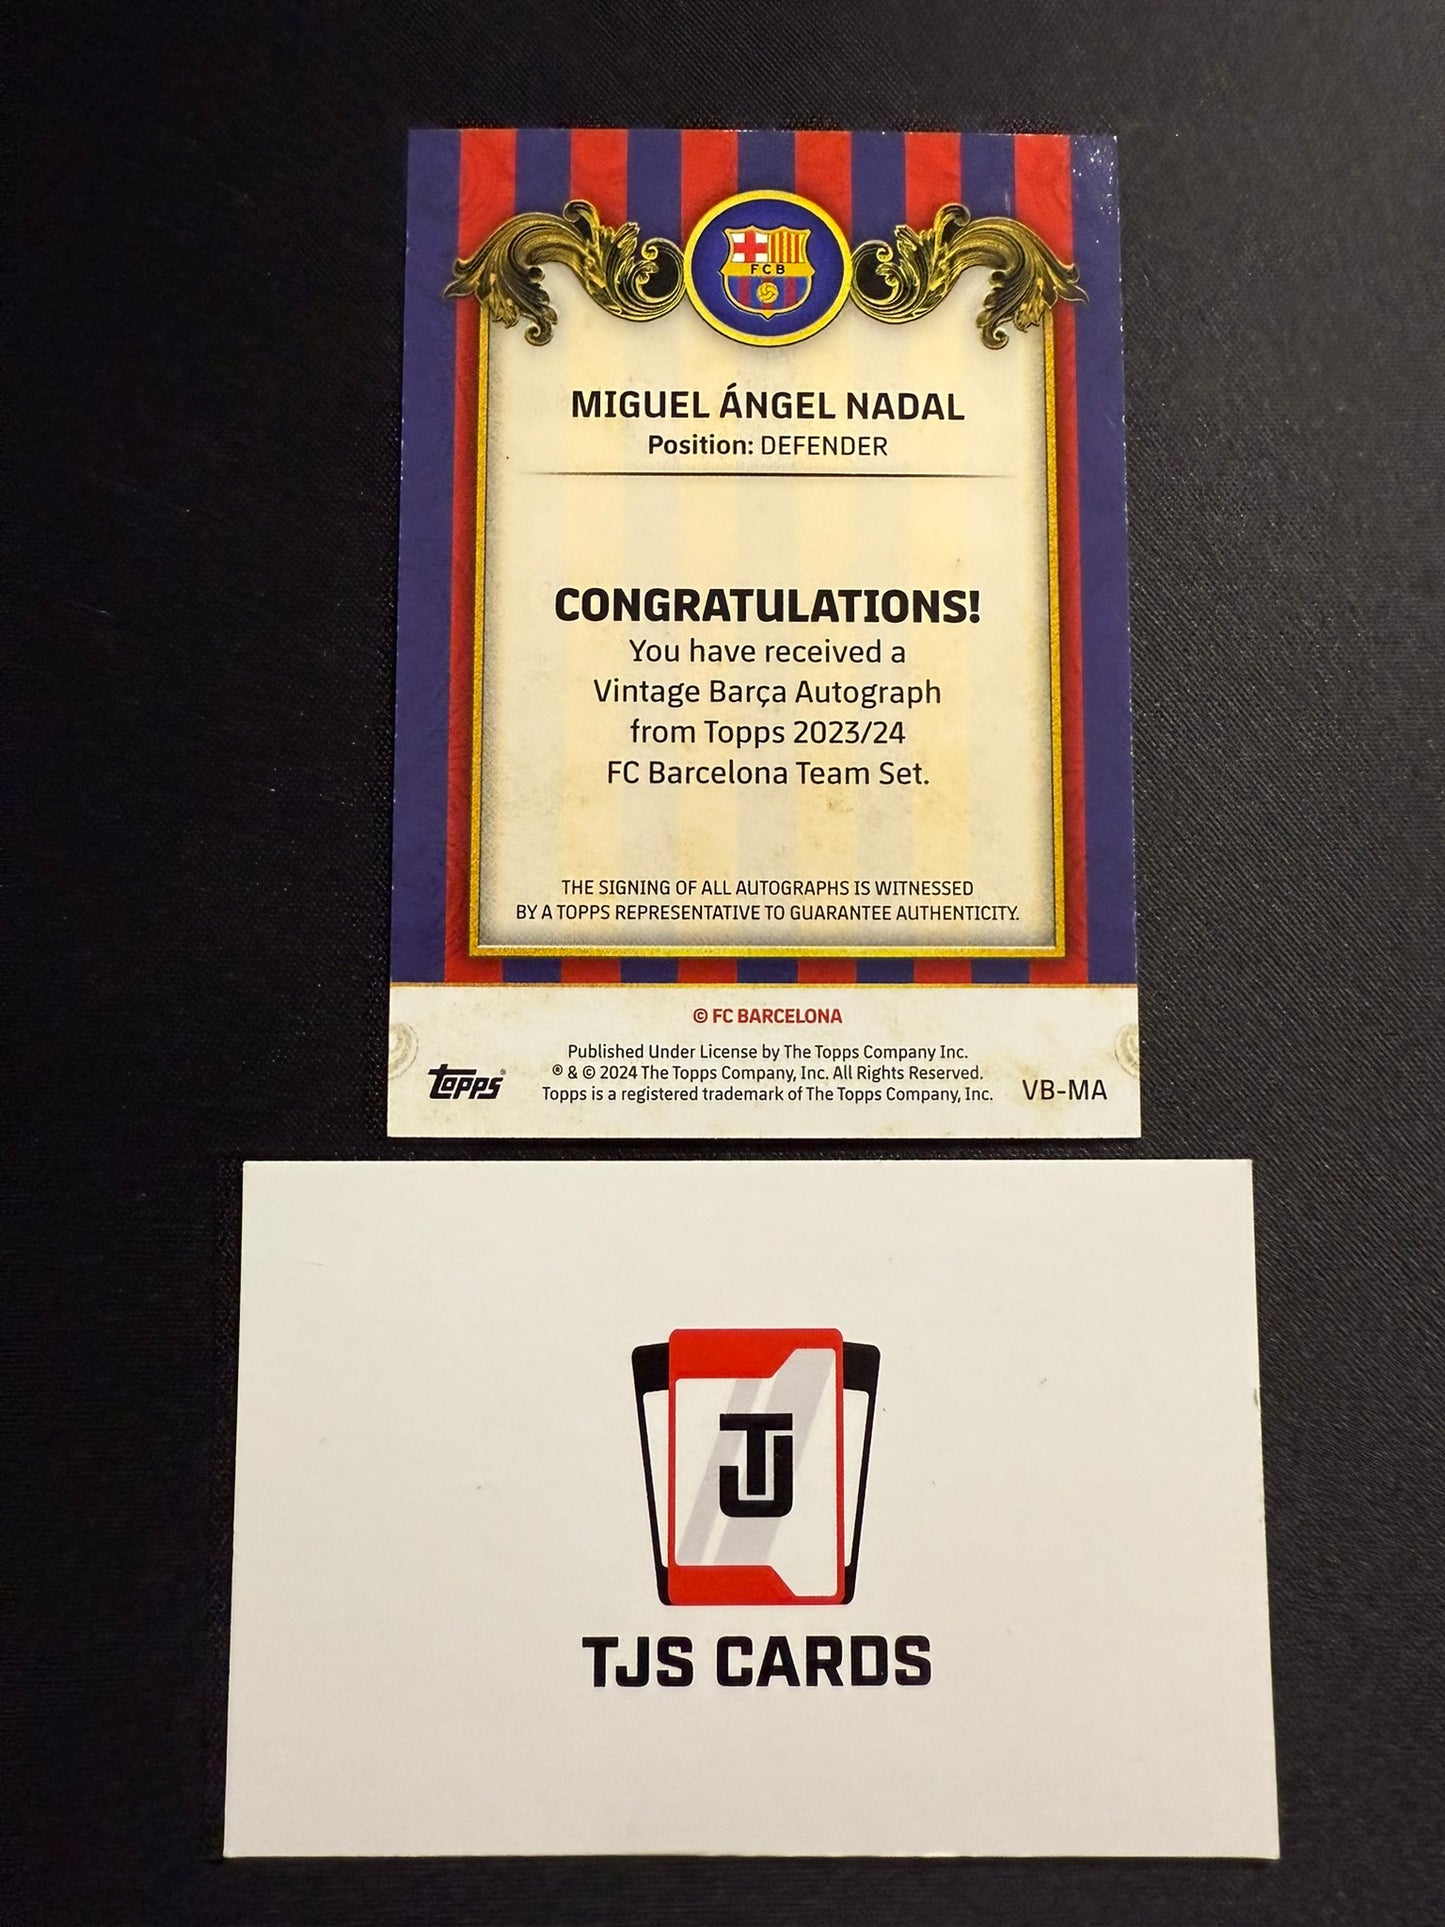 FCB
MIGUEL ÁNGEL NADAL
Position: DEFENDER
CONGRATULATIONS!
You have received a
Vintage Barça Autograph
from Topps 2023/24
FC Barcelona Team Set.
THE SIGNING OF ALL AUTOGRAPHS IS WITNESSED
BY A TOPPS REPRESENTATIVE TO GUARANTEE AUTHENTICITY.
© FC BARCELONA
Published Under License by The Topps Company Inc.
® & © 2024 The Topps Company, Inc. All Rights Reserved.
Topps is a registered trademark of The Topps Company, Inc.
topps®
VB-MA
TJ
TJS CARDS